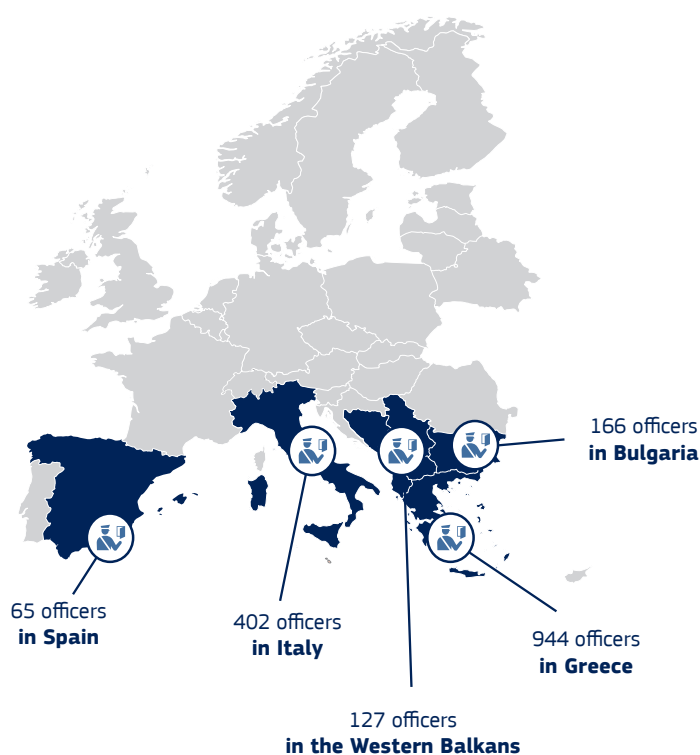 166 officers
in Bulgaria
65 officers
in Spain
402 officers
in Italy
944 officers
in Greece
127 officers
in the Western Balkans